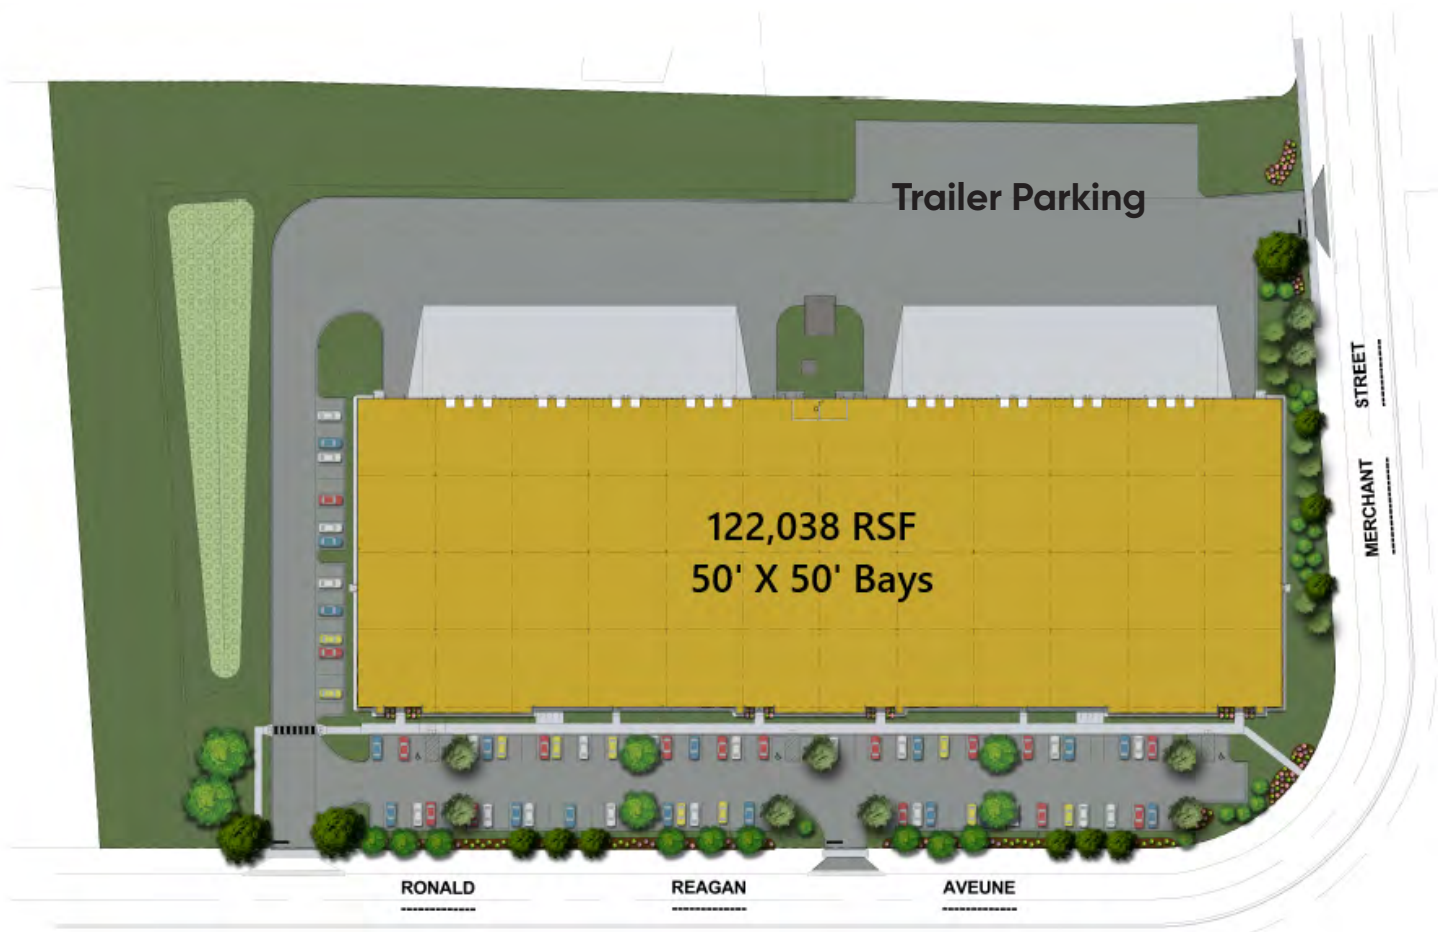 Trailer Parking
122,038 RSF
50' X 50' Bays
MERCHANT STREET
RONALD REAGAN AVEUNE